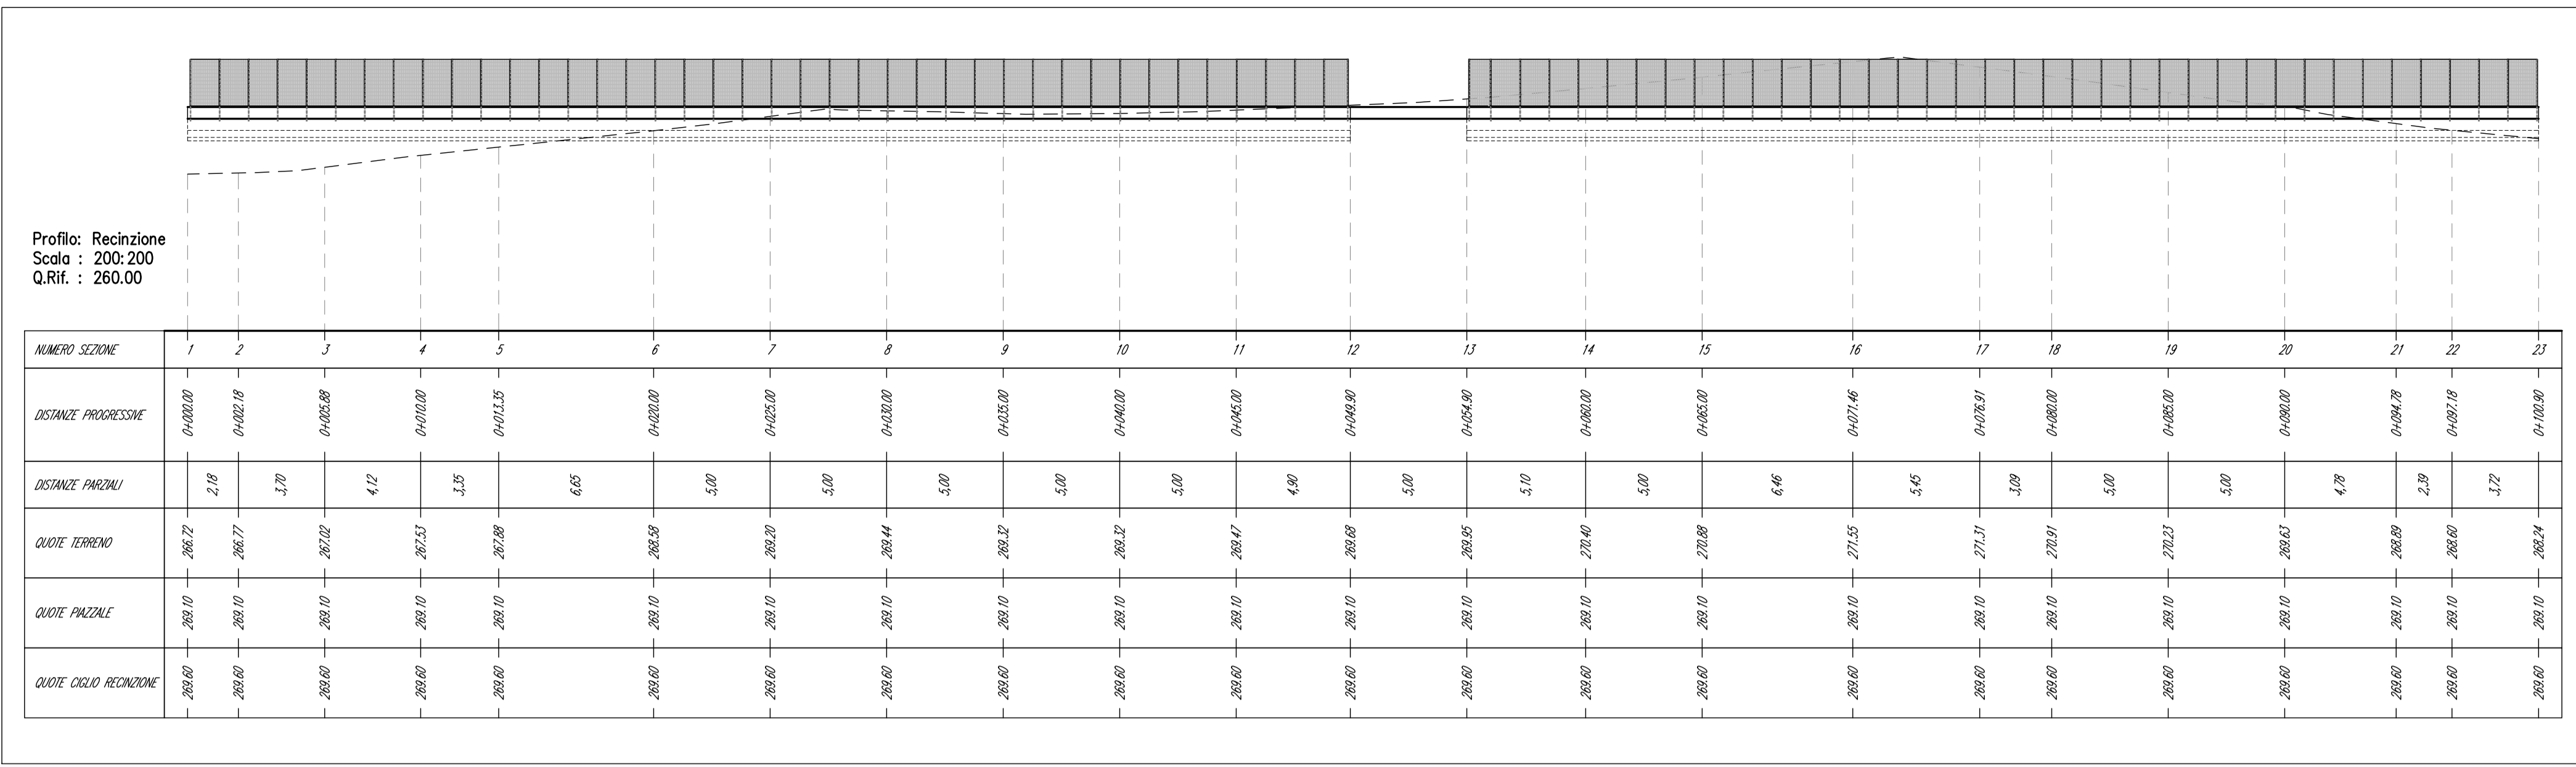 Profilo: Recinzione
Scala : 200:200
Q.Rif. : 260.00
NUMERO SEZIONE 1 2 3 4 5 6 7 8 9 10 11 12 13 14 15 16 17 18 19 20 21 22 23
DISTANZE PROGRESSIVE 0+000.00 0+002.18 0+005.88 0+010.00 0+013.35 0+020.00 0+025.00 0+030.00 0+035.00 0+040.00 0+045.00 0+049.90 0+054.90 0+060.00 0+065.00 0+071.46 0+076.91 0+080.00 0+085.00 0+090.00 0+094.78 0+097.18 0+100.90
DISTANZE PARZIALI 2,18 3,70 4,12 3,35 6,65 5,00 5,00 5,00 5,00 5,00 4,90 5,00 5,10 5,00 6,46 5,45 3,09 5,00 5,00 4,78 2,39 3,72
QUOTE TERRENO 266.72 266.77 267.02 267.53 267.88 268.58 269.20 269.44 269.32 269.32 269.47 269.68 269.95 270.40 270.88 271.55 271.31 270.91 270.23 269.63 268.89 268.60 268.24
QUOTE PIAZZALE 269.10 269.10 269.10 269.10 269.10 269.10 269.10 269.10 269.10 269.10 269.10 269.10 269.10 269.10 269.10 269.10 269.10 269.10 269.10 269.10 269.10 269.10 269.10
QUOTE CIGLIO RECINZIONE 269.60 269.60 269.60 269.60 269.60 269.60 269.60 269.60 269.60 269.60 269.60 269.60 269.60 269.60 269.60 269.60 269.60 269.60 269.60 269.60 269.60 269.60 269.60